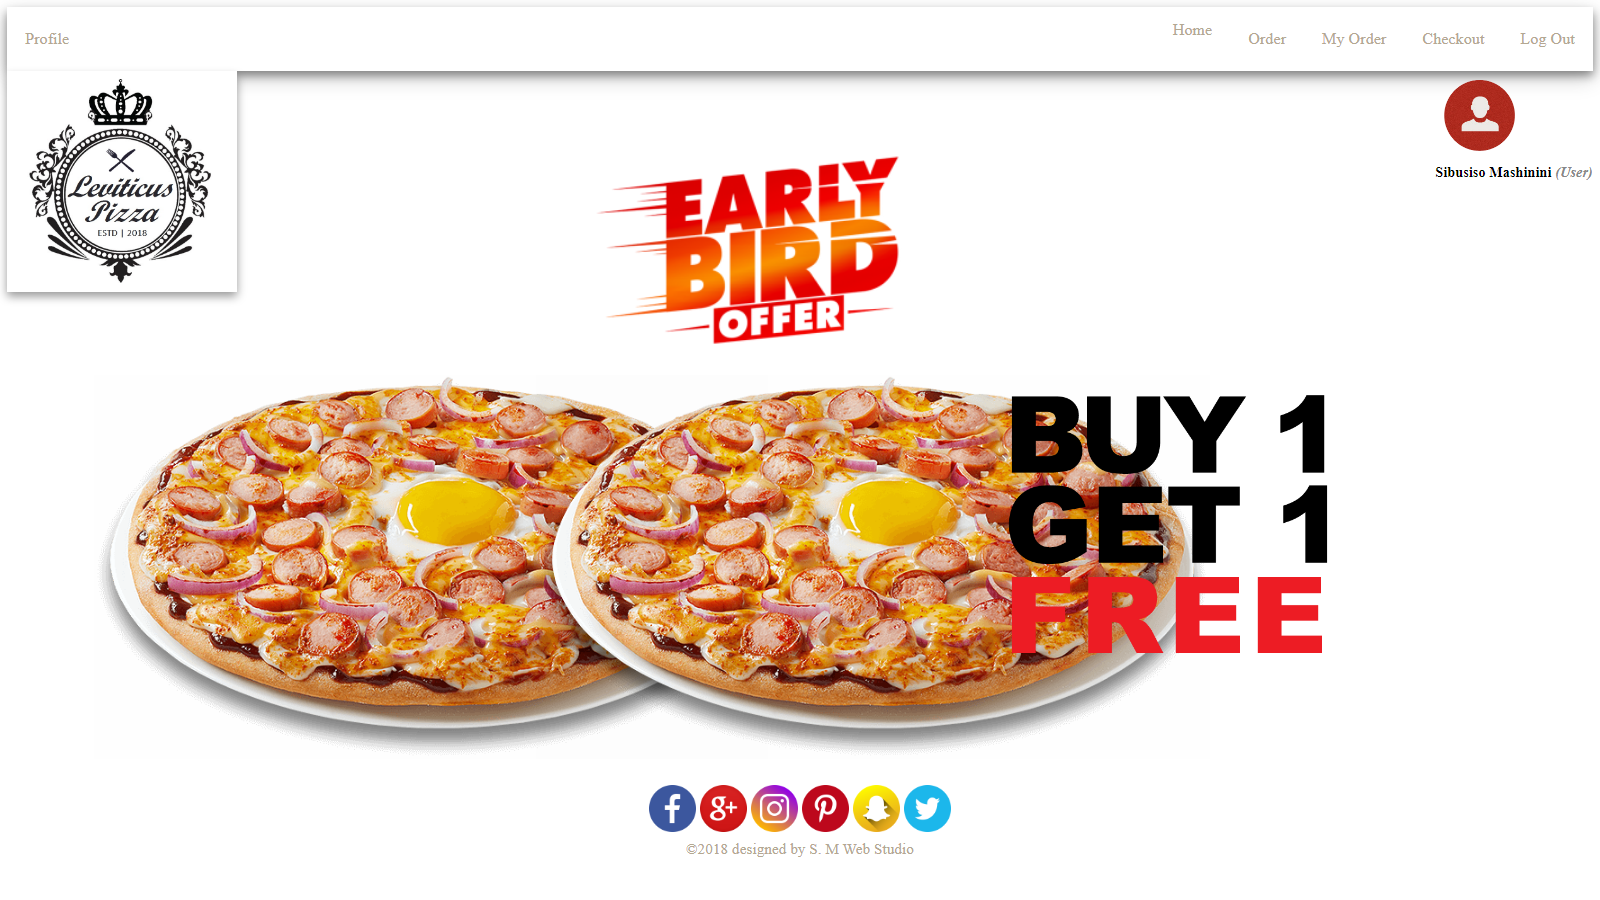 Profile
Home
Order
My Order
Checkout
Log Out
Leviticus
Pizza
ESTD | 2018
Sibusiso Mashinini (User)
EARLY
BIRD
OFFER
BUY 1
GET 1
FREE
©2018 designed by S. M Web Studio